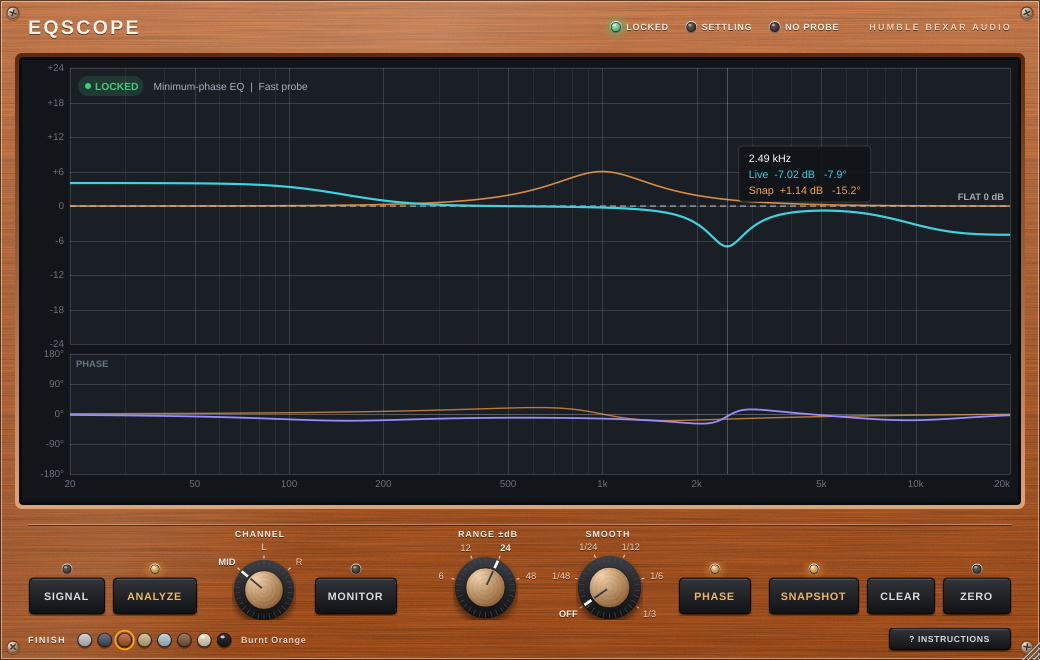 EQSCOPE
LOCKED SETTLING NO PROBE HUMBLE BEXAR AUDIO
+24
LOCKED Minimum-phase EQ | Fast probe
+18
+12
2.49 kHz
+6
Live -7.02 dB -7.9°
Snap +1.14 dB -15.2°
FLAT 0 dB
0
-6
-12
-18
-24
180°
PHASE
90°
0°
-90°
-180°
20 50 100 200 500 1k 2k 5k 10k 20k
CHANNEL RANGE ±dB SMOOTH
L 12 24 1/24 1/12
MID R
6 48 1/48 1/6
SIGNAL ANALYZE MONITOR PHASE SNAPSHOT CLEAR ZERO
OFF 1/3
FINISH Burnt Orange ? INSTRUCTIONS